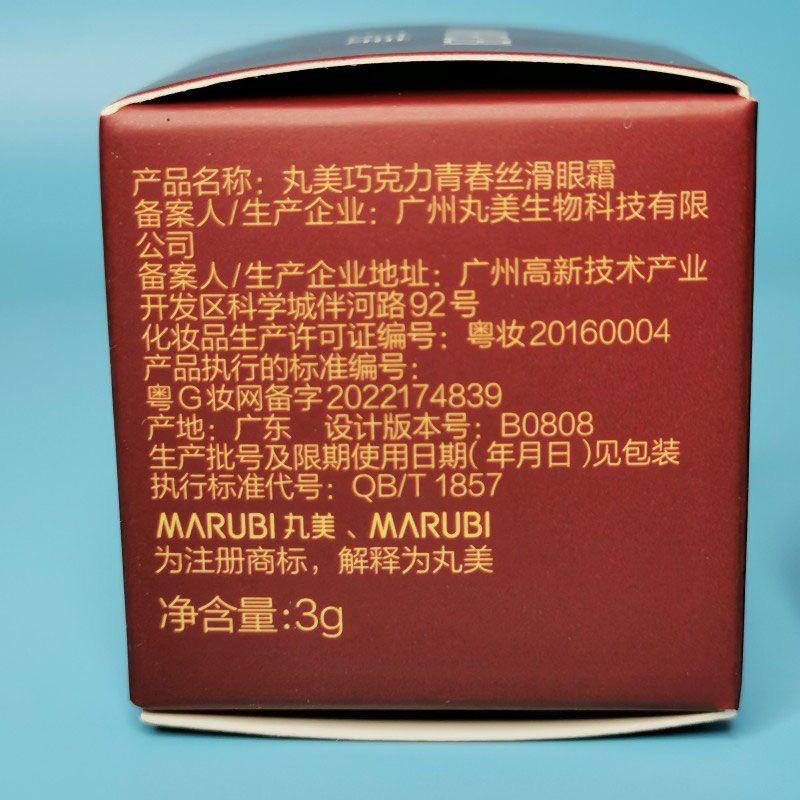 产品名称：丸美巧克力青春丝滑眼霜
备案人/生产企业：广州丸美生物科技有限
公司
备案人/生产企业地址：广州高新技术产业
开发区科学城伴河路92号
化妆品生产许可证编号：粤妆20160004
产品执行的标准编号：
粤G妆网备字2022174839
产地：广东 设计版本号：B0808
生产批号及限期使用日期(年月日)见包装
执行标准代号：QB/T 1857
MARUBI 丸美、MARUBI
为注册商标，解释为丸美
净含量:3g